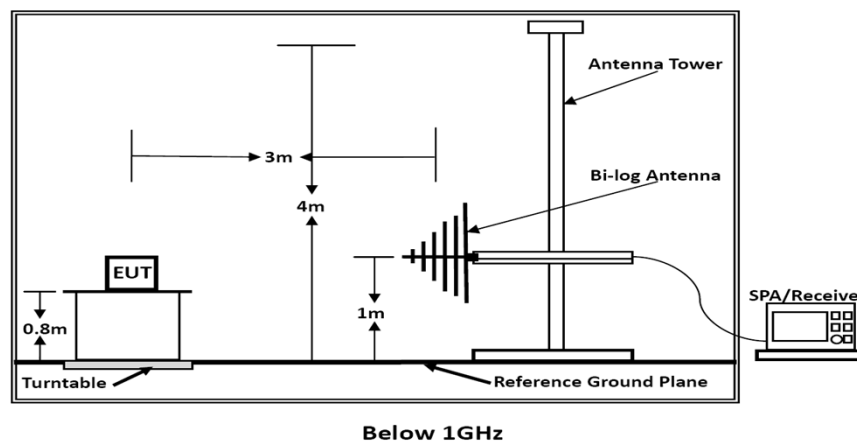 Antenna Tower
3m
Bi-log Antenna
4m
EUT
SPA/Receive
0.8m
1m
Turntable
Reference Ground Plane
Below 1GHz